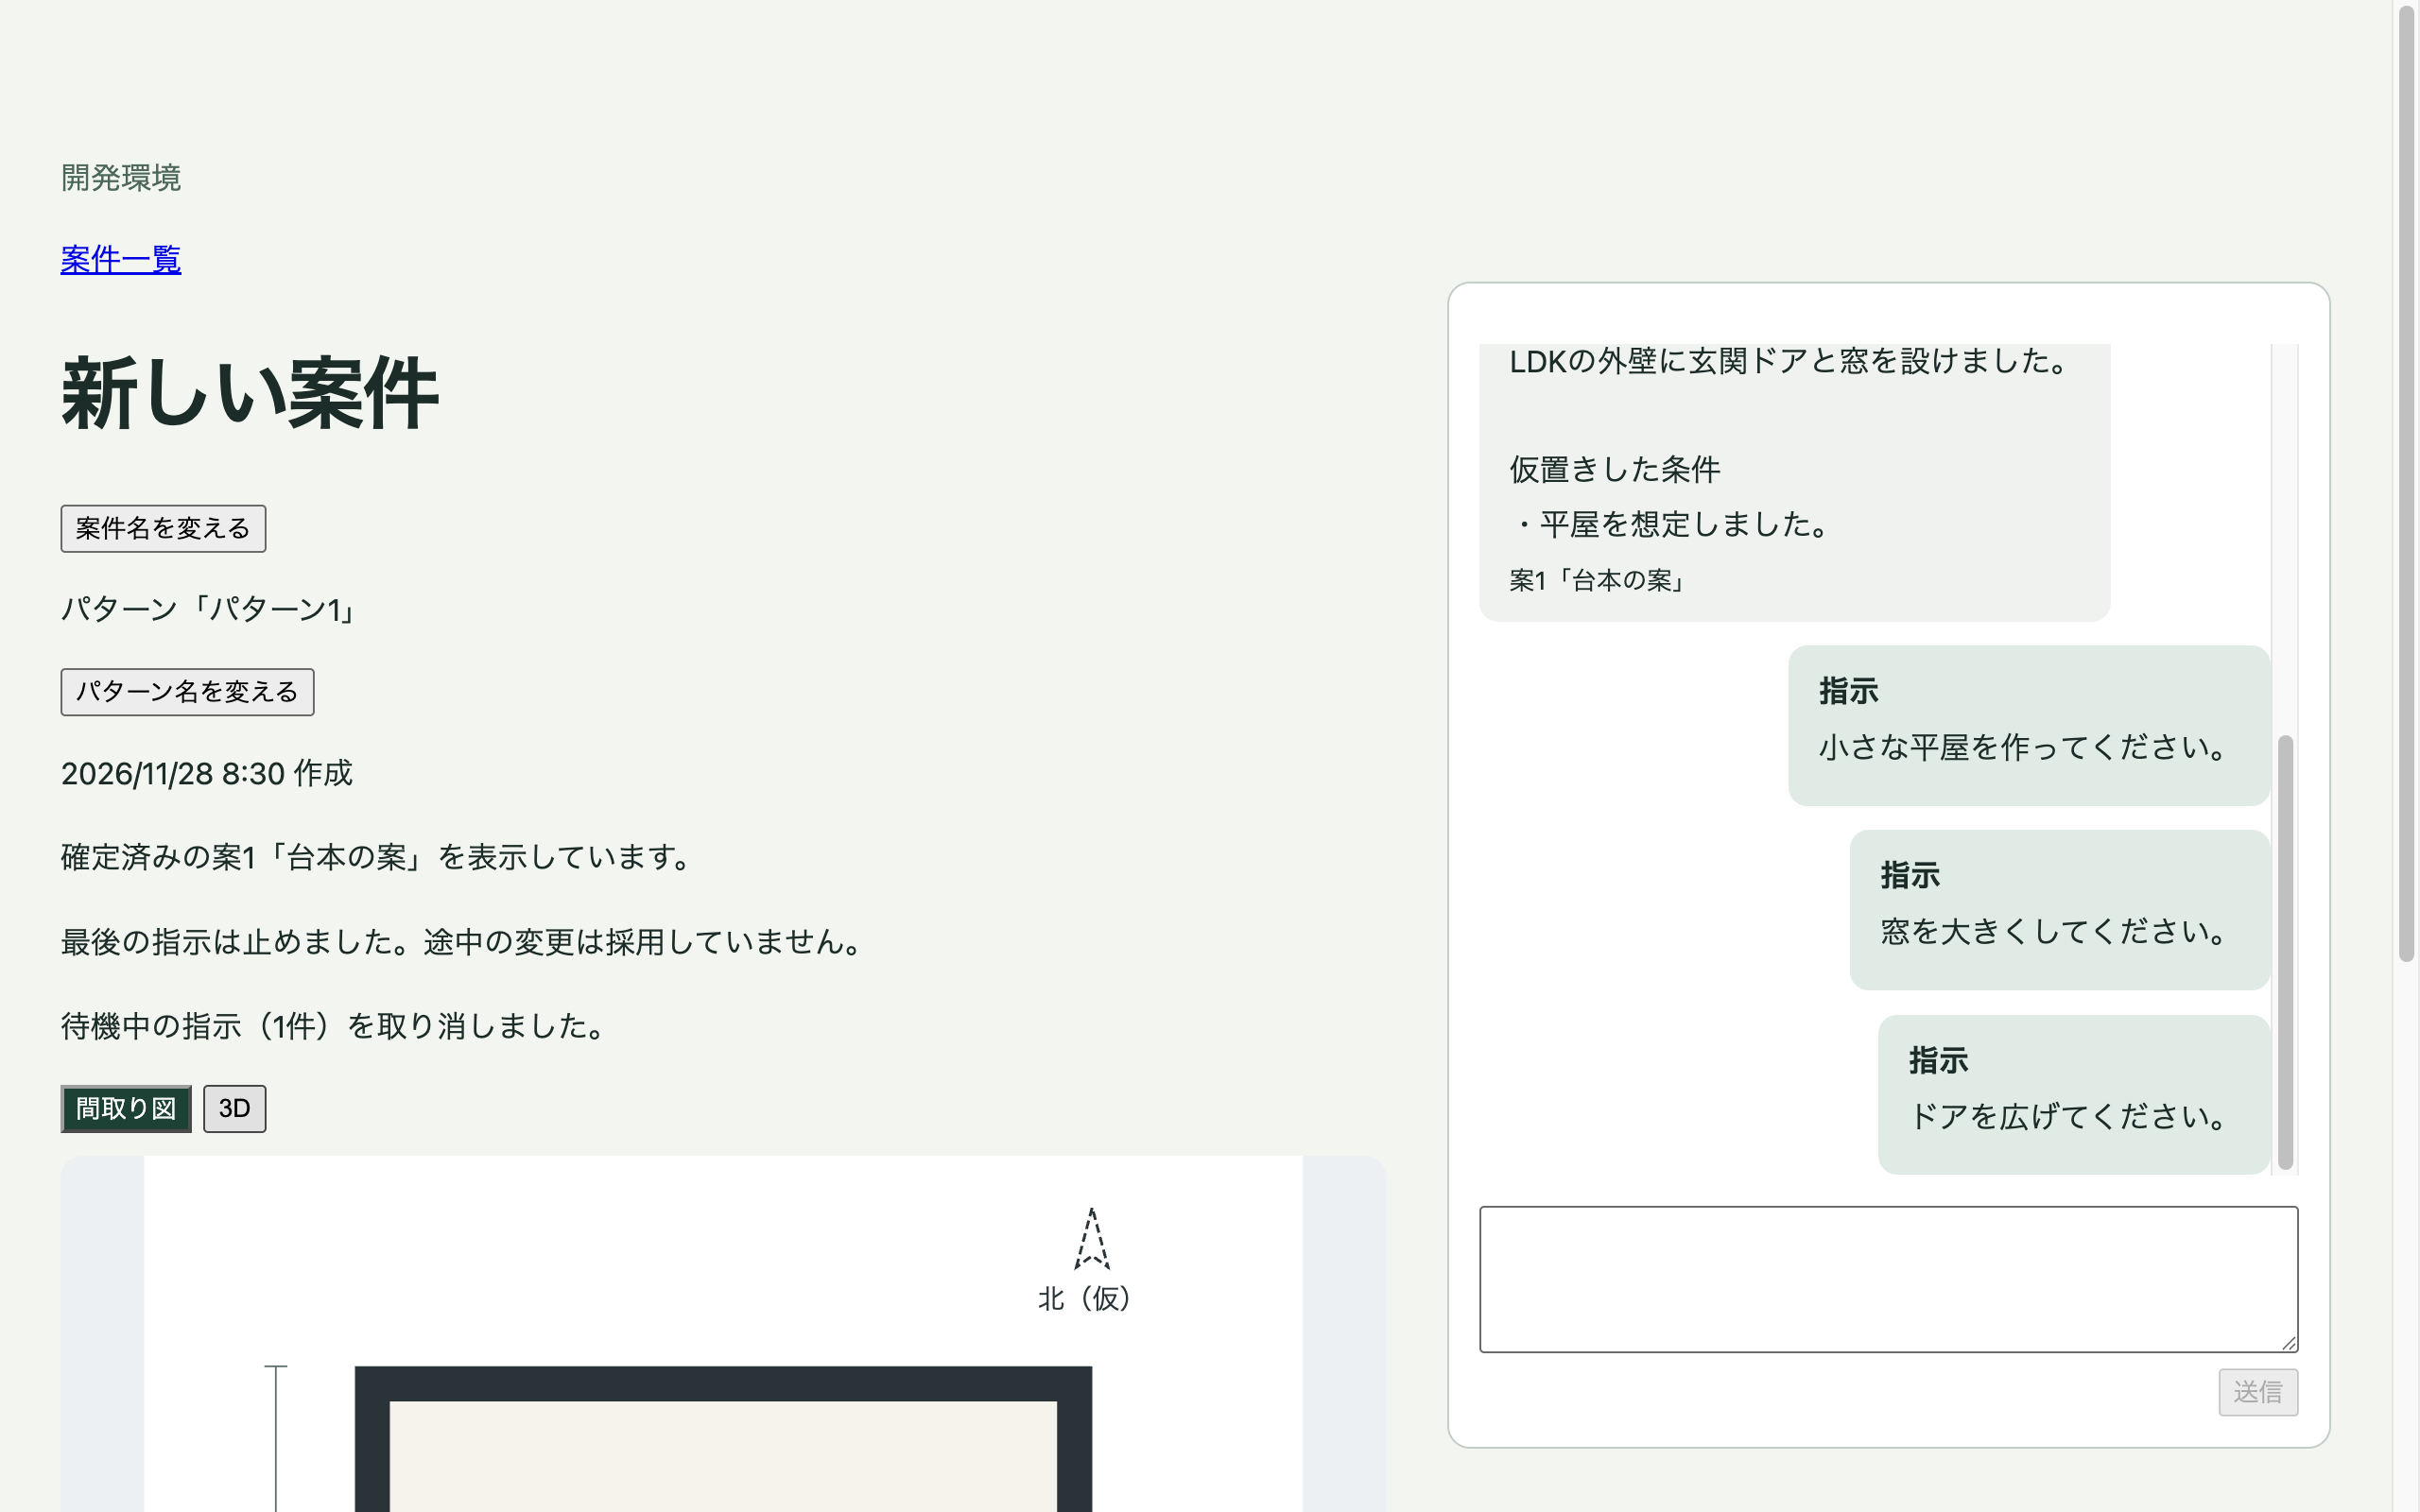 開発環境
案件一覧
新しい案件
案件名を変える
パターン「パターン1」
パターン名を変える
2026/11/28 8:30 作成
確定済みの案1「台本の案」を表示しています。
最後の指示は止めました。途中の変更は採用していません。
待機中の指示（1件）を取り消しました。
間取り図
3D
北（仮）
LDKの外壁に玄関ドアと窓を設けました。
仮置きした条件
・平屋を想定しました。
案1「台本の案」
指示
小さな平屋を作ってください。
指示
窓を大きくしてください。
指示
ドアを広げてください。
送信